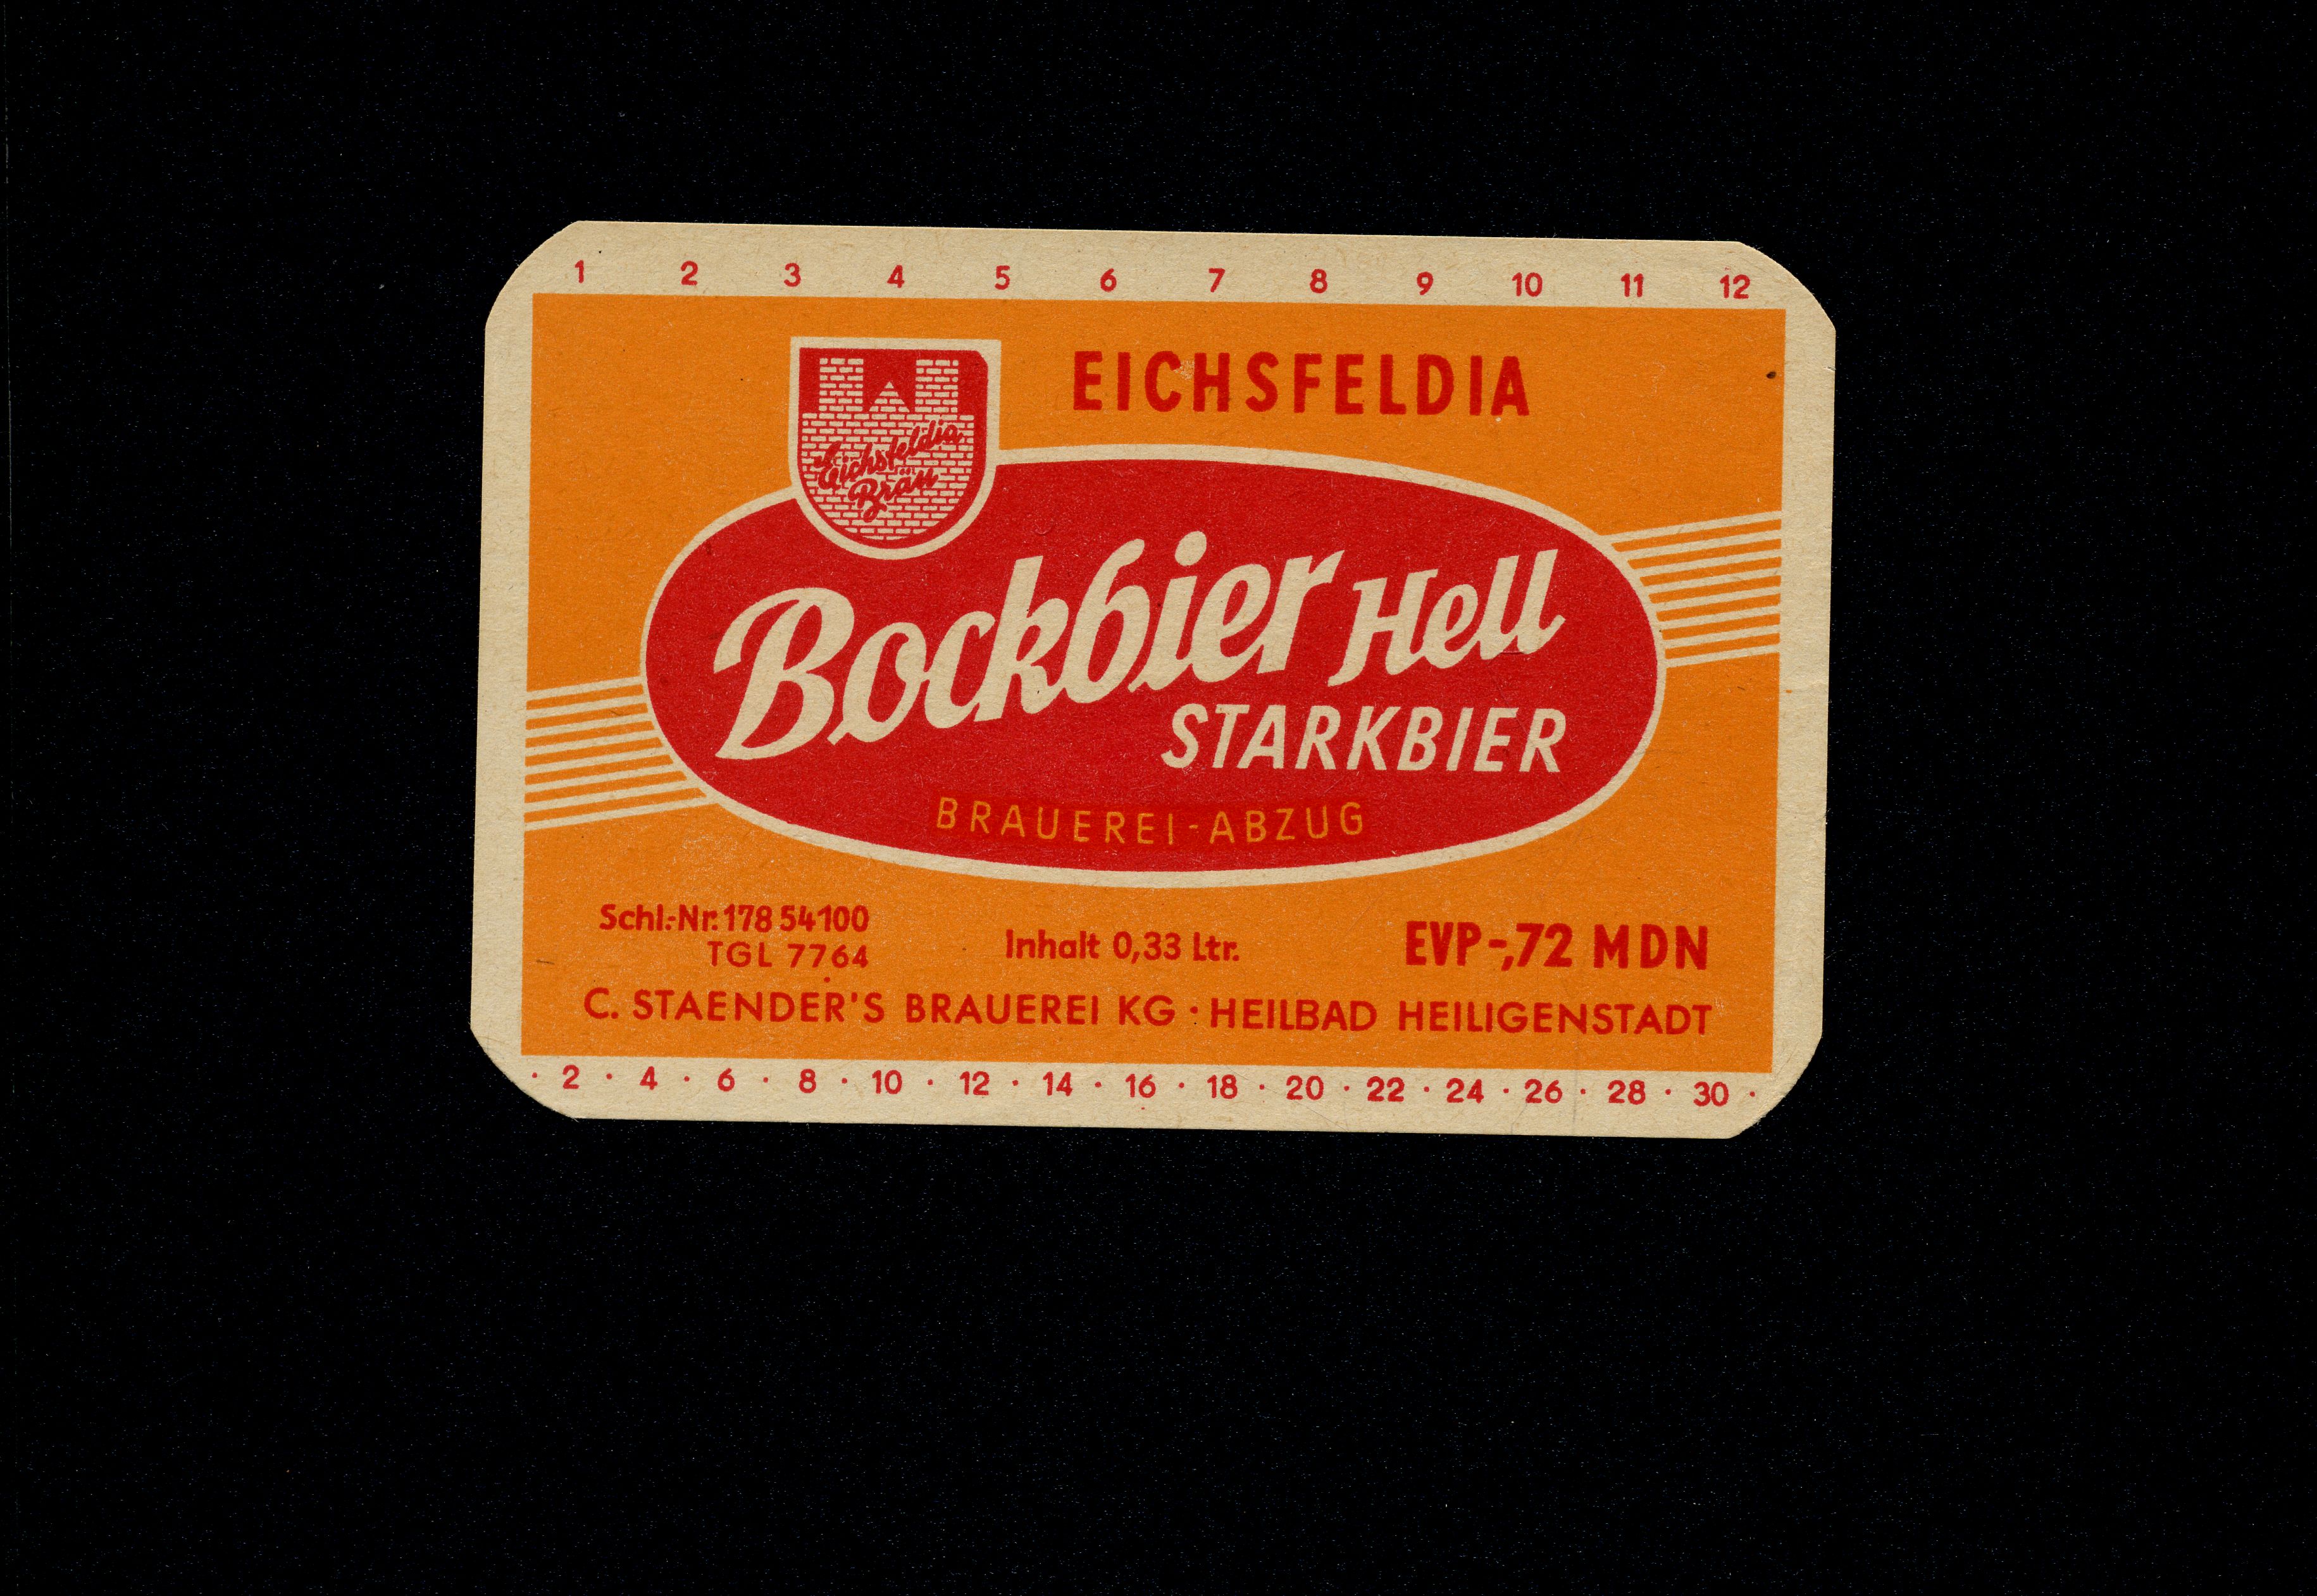 1 2 3 4 5 6 7 8 9 10 11 12
EICHSFELDIA
Eichsfeldia
Bräu
Bockbier Hell
STARKBIER
BRAUEREI-ABZUG
Schl.-Nr. 178 54100
TGL 7764
Inhalt 0,33 Ltr.
EVP -,72 MDN
C. STAENDER'S BRAUEREI KG · HEILBAD HEILIGENSTADT
· 2 · 4 · 6 · 8 · 10 · 12 · 14 · 16 · 18 · 20 · 22 · 24 · 26 · 28 · 30 ·